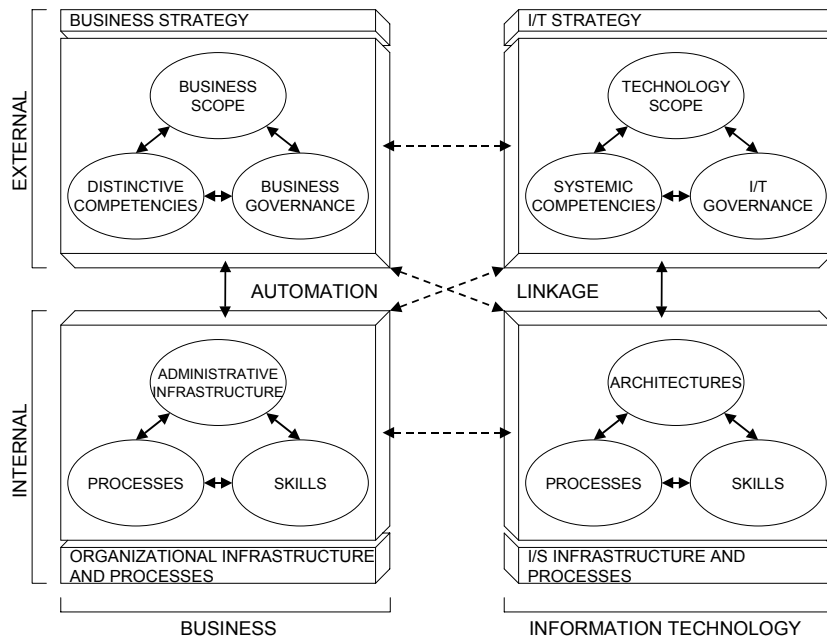 BUSINESS STRATEGY
I/T STRATEGY
EXTERNAL
BUSINESS
SCOPE
DISTINCTIVE
COMPETENCIES
BUSINESS
GOVERNANCE
TECHNOLOGY
SCOPE
SYSTEMIC
COMPETENCIES
I/T
GOVERNANCE
AUTOMATION
LINKAGE
INTERNAL
ADMINISTRATIVE
INFRASTRUCTURE
PROCESSES
SKILLS
ARCHITECTURES
PROCESSES
SKILLS
ORGANIZATIONAL INFRASTRUCTURE
AND PROCESSES
I/S INFRASTRUCTURE AND
PROCESSES
BUSINESS
INFORMATION TECHNOLOGY